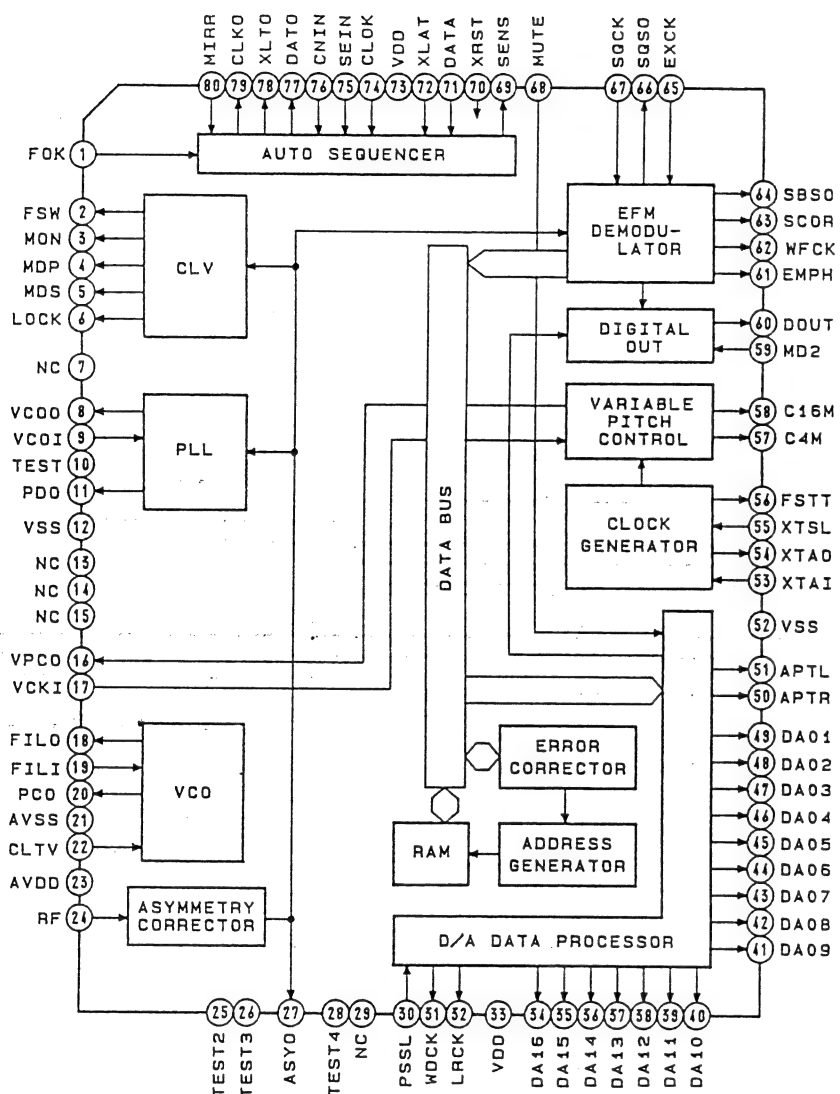 MIRR CLKO XLTO DATO CNIN SEIN CLOK VDD XLAT DATA XRST SENS MUTE SQCK SQSO EXCK
80 79 78 77 76 75 74 73 72 71 70 69 68 67 66 65
FOK 1
AUTO SEQUENCER
FSW 2
MON 3
MDP 4
MDS 5
LOCK 6
CLV
EFM
DEMODU-
LATOR
64 SBSO
63 SCOR
62 WFCK
61 EMPH
DIGITAL
OUT
60 DOUT
59 MD2
NC 7
VCOO 8
VCOI 9
TEST 10
PDO 11
PLL
VARIABLE
PITCH
CONTROL
58 C16M
57 C4M
VSS 12
NC 13
NC 14
NC 15
DATA BUS
CLOCK
GENERATOR
56 FSTT
55 XTSL
54 XTAO
53 XTAI
52 VSS
VPCO 16
VCKI 17
51 APTL
50 APTR
FILO 18
FILI 19
PCO 20
AVSS 21
CLTV 22
VCO
ERROR
CORRECTOR
RAM
ADDRESS
GENERATOR
49 DA01
48 DA02
47 DA03
46 DA04
45 DA05
44 DA06
43 DA07
42 DA08
41 DA09
AVDD 23
RF 24
ASYMMETRY
CORRECTOR
D/A DATA PROCESSOR
25 26 27 28 29 30 31 32 33 34 35 36 37 38 39 40
TEST2 TEST3 ASYO TEST4 NC PSSL WDCK LRCK VDD DA16 DA15 DA14 DA13 DA12 DA11 DA10